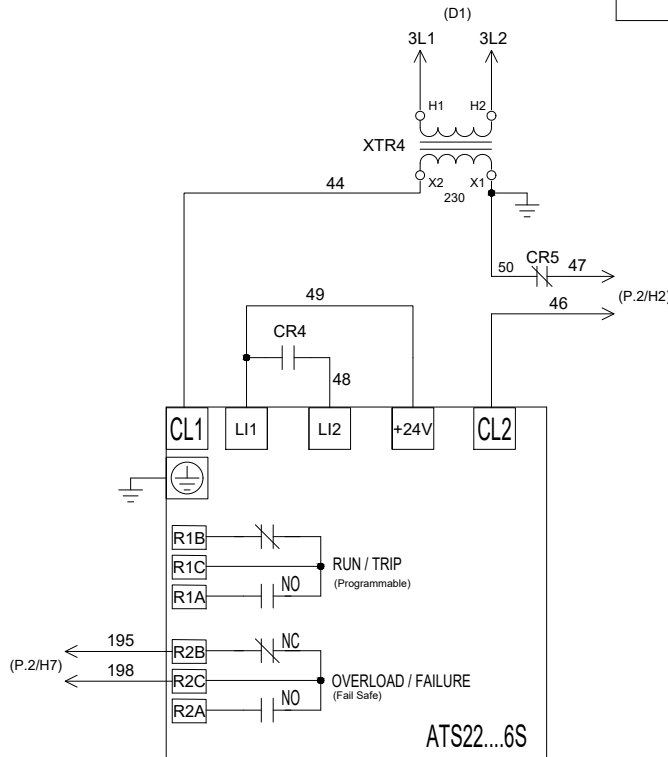 (D1)
3L1 3L2
H1 H2
XTR4
X2 X1
44 230
CR5
50 47
(P.2/H2)
49 46
CR4
48
CL1 LI1 LI2 +24V CL2
R1B
R1C RUN / TRIP
(Programmable)
R1A NO
195 R2B NC
(P.2/H7)
198 R2C OVERLOAD / FAILURE
(Fail Safe)
R2A NO
ATS22....6S